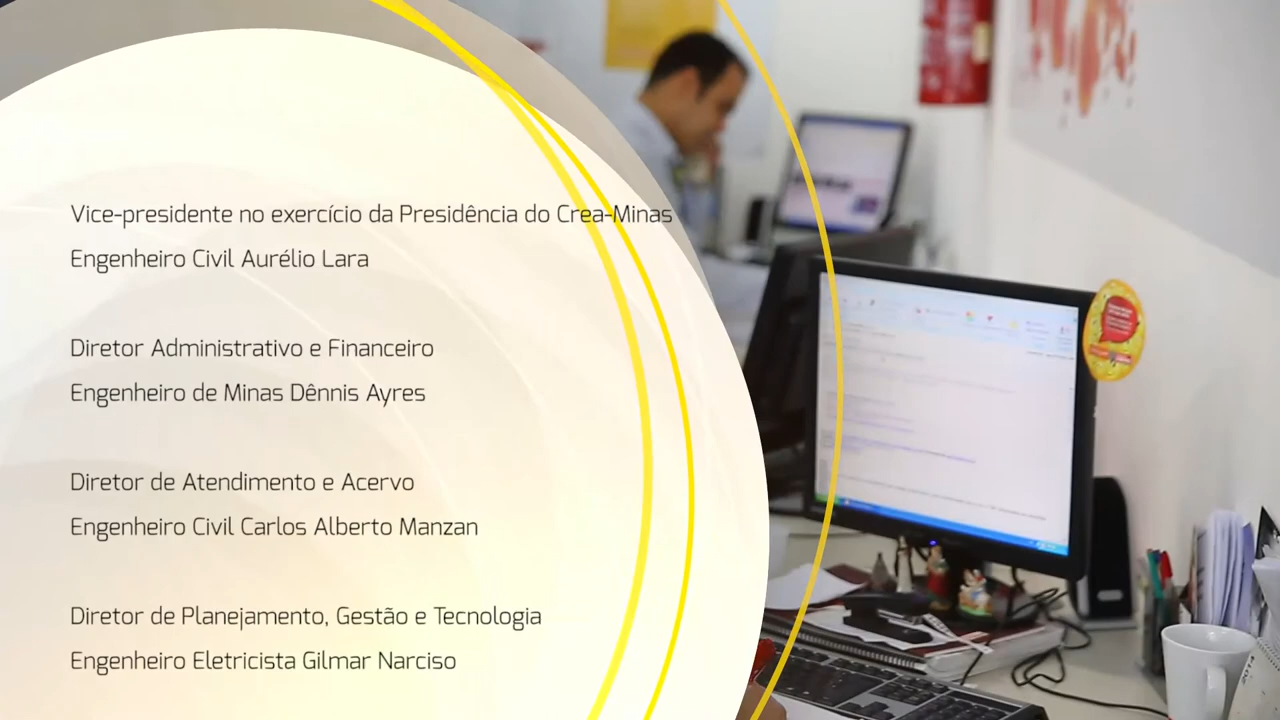 Vice-presidente no exercício da Presidência do Crea-Minas
Engenheiro Civil Aurélio Lara
Diretor Administrativo e Financeiro
Engenheiro de Minas Dênnis Ayres
Diretor de Atendimento e Acervo
Engenheiro Civil Carlos Alberto Manzan
Diretor de Planejamento, Gestão e Tecnologia
Engenheiro Eletricista Gilmar Narciso
2014